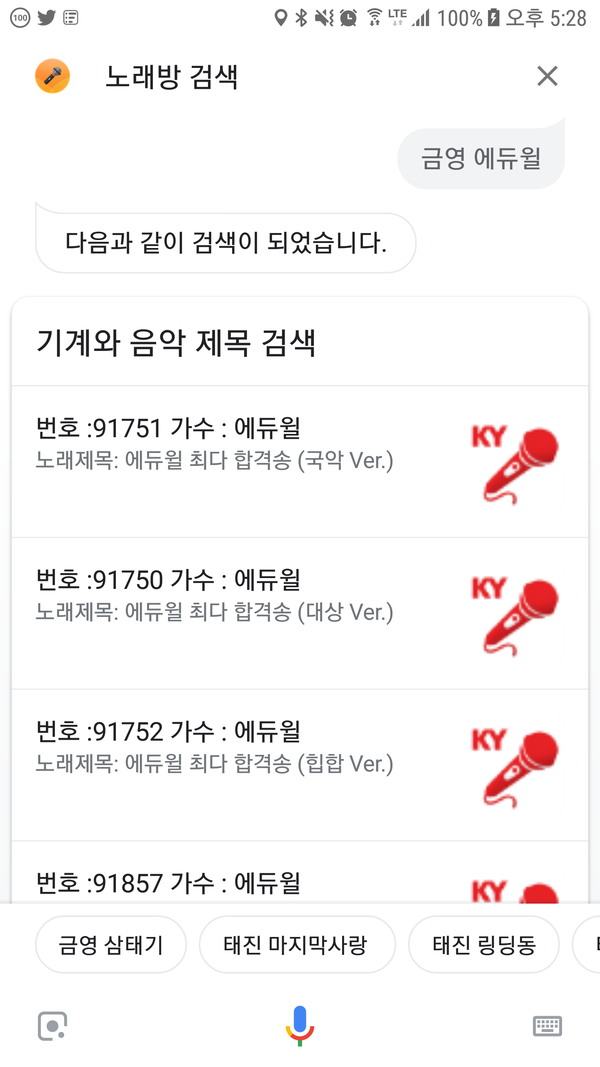 100
LTE
100%
오후 5:28
노래방 검색
금영 에듀윌
다음과 같이 검색이 되었습니다.
기계와 음악 제목 검색
번호 :91751 가수 : 에듀윌
노래제목: 에듀윌 최다 합격송 (국악 Ver.)
KY
번호 :91750 가수 : 에듀윌
노래제목: 에듀윌 최다 합격송 (대상 Ver.)
KY
번호 :91752 가수 : 에듀윌
노래제목: 에듀윌 최다 합격송 (힙합 Ver.)
KY
번호 :91857 가수 : 에듀윌
KY
금영 삼태기
태진 마지막사랑
태진 링딩동